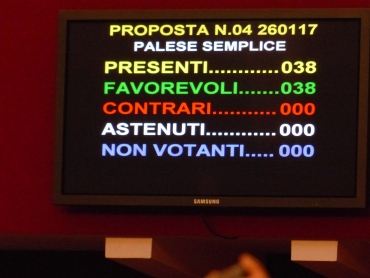 PROPOSTA N.04 260117
PALESE SEMPLICE
PRESENTI............038
FAVOREVOLI.......038
CONTRARI............000
ASTENUTI............000
NON VOTANTI..... 000
SAMSUNG